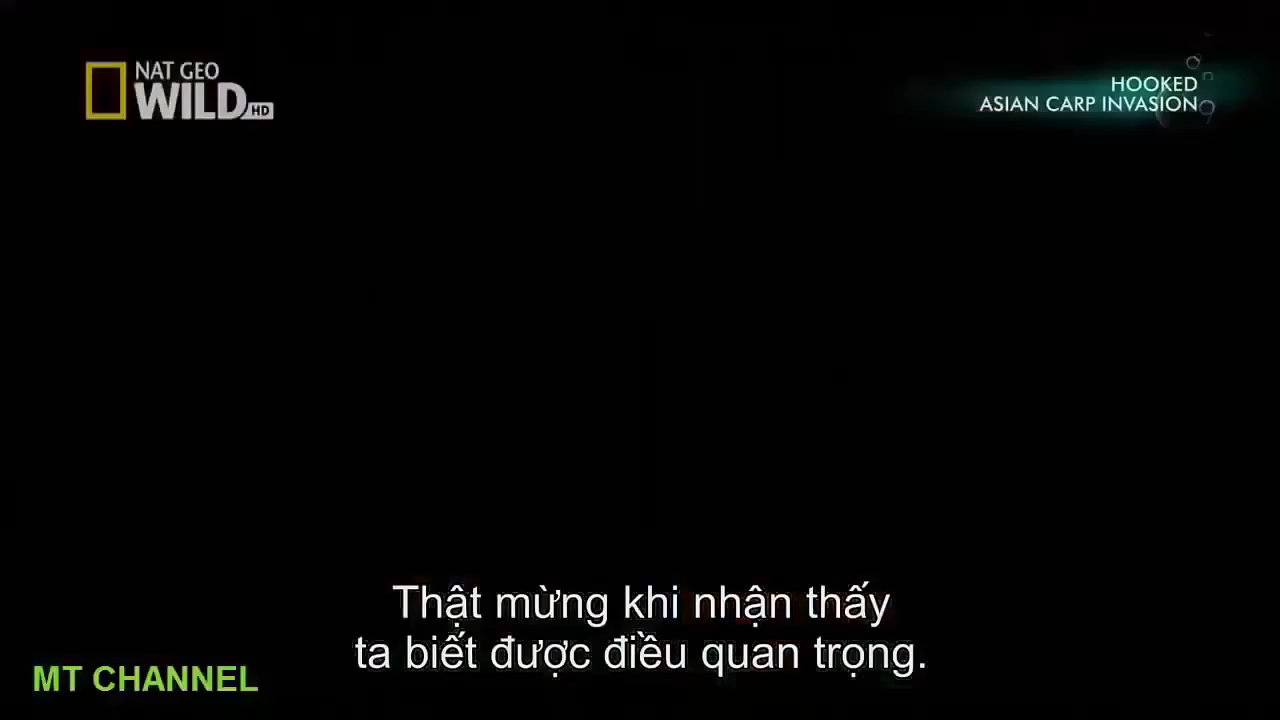 NAT GEO
WILD HD
HOOKED
ASIAN CARP INVASION
Thật mừng khi nhận thấy
ta biết được điều quan trọng.
MT CHANNEL